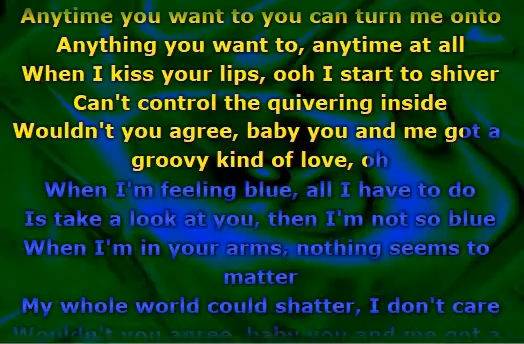 Anytime you want to you can turn me onto
Anything you want to, anytime at all
When I kiss your lips, ooh I start to shiver
Can't control the quivering inside
Wouldn't you agree, baby you and me got a
groovy kind of love, oh
When I'm feeling blue, all I have to do
Is take a look at you, then I'm not so blue
When I'm in your arms, nothing seems to
matter
My whole world could shatter, I don't care
Wouldn't you agree, baby you and me got a